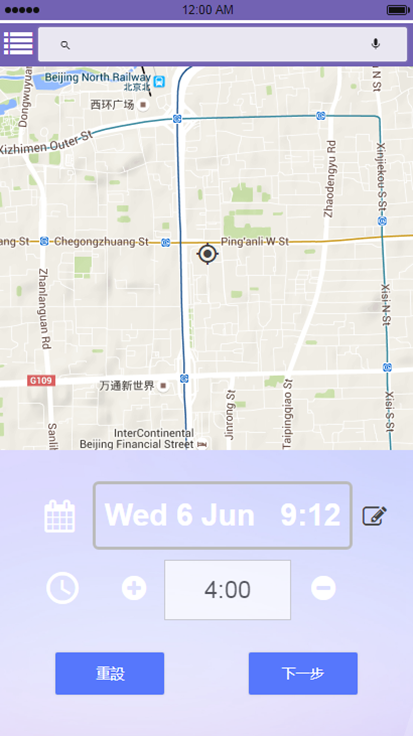 12:00 AM
Dongwuyuan
Beijing North Railway
北京北
西环广场
N St
Xizhimen Outer St
Zhaodengyu Rd
Xinjiekou S St
ang St
Chegongzhuang St
Ping'anli W St
Zhanlanguan Rd
Xisi N St
G109
万通新世界
Jinrong St
Taipingqiao St
Xisi S St
Sanlih
InterContinental
Beijing Financial Street
Wed 6 Jun 9:12
4:00
重設
下一步